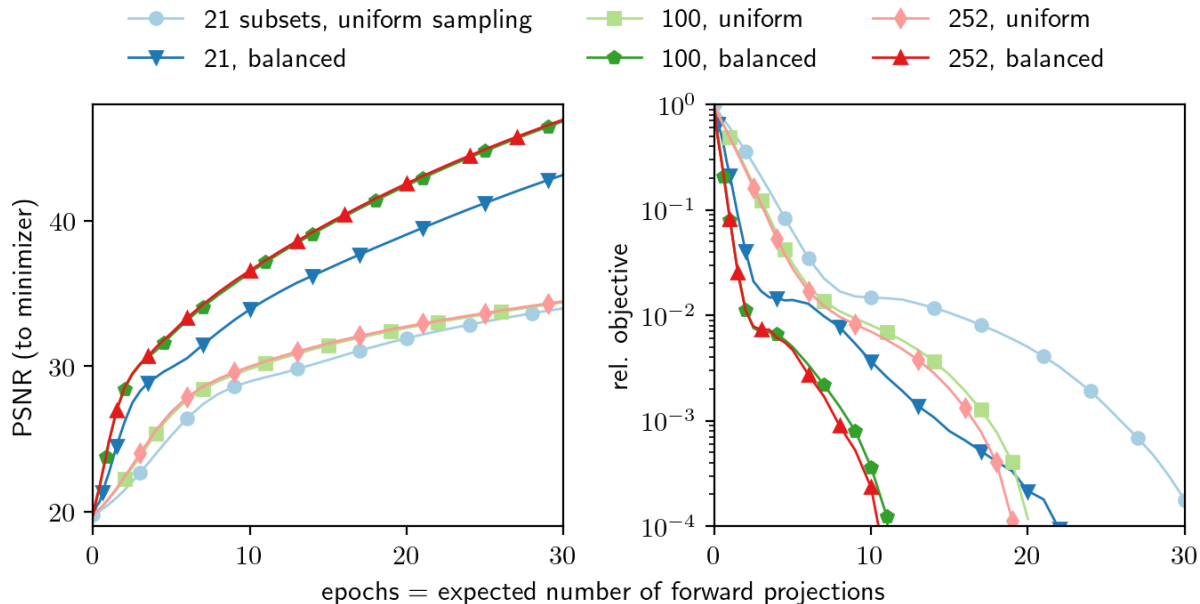 21 subsets, uniform sampling
100, uniform
252, uniform
21, balanced
100, balanced
252, balanced
PSNR (to minimizer)
40
30
20
0
10
20
30
rel. objective
10⁰
10⁻¹
10⁻²
10⁻³
10⁻⁴
0
10
20
30
epochs = expected number of forward projections